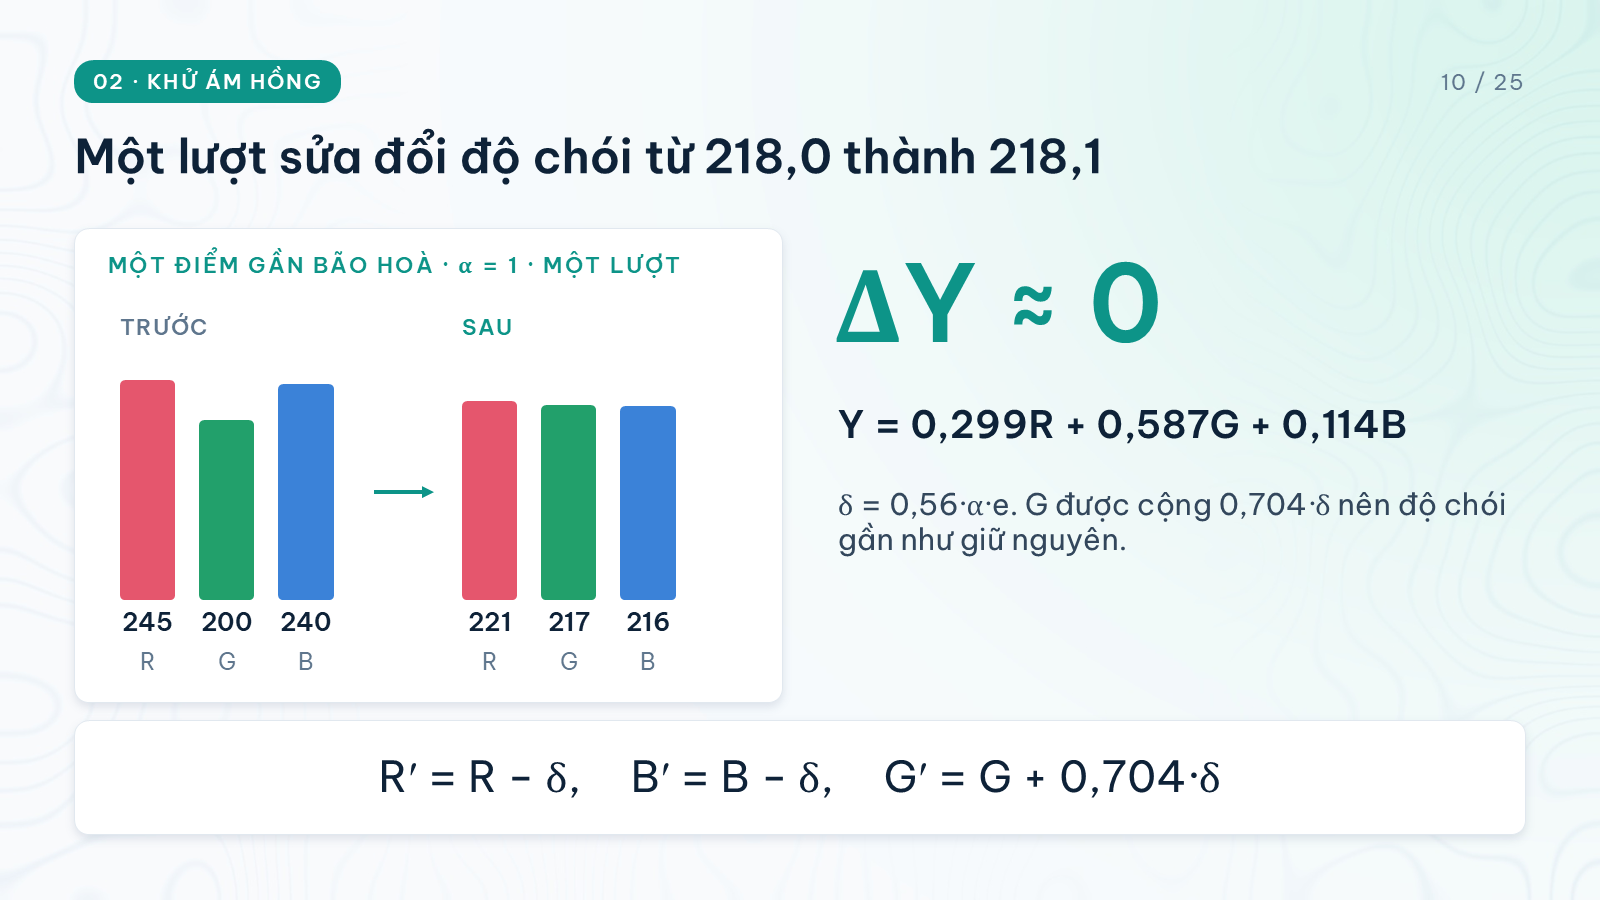 02 · KHỬ ÁM HỒNG
10 / 25
Một lượt sửa đổi độ chói từ 218,0 thành 218,1
MỘT ĐIỂM GẦN BÃO HOÀ · α = 1 · MỘT LƯỢT
TRƯỚC
SAU
245 200 240
R G B
221 217 216
R G B
ΔY ≈ 0
Y = 0,299R + 0,587G + 0,114B
δ = 0,56·α·e. G được cộng 0,704·δ nên độ chói
gần như giữ nguyên.
R′ = R − δ, B′ = B − δ, G′ = G + 0,704·δ